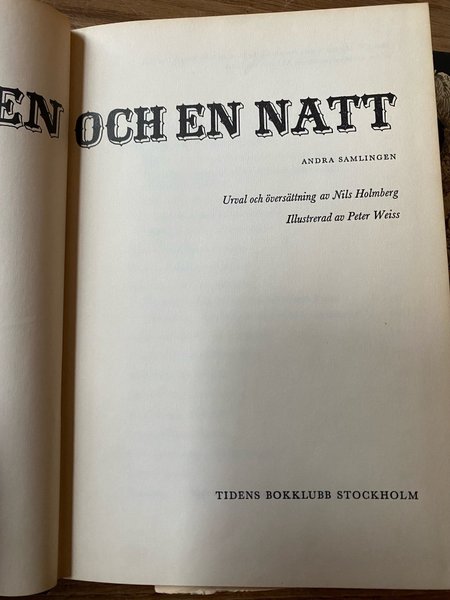 EN OCH EN NATT
ANDRA SAMLINGEN
Urval och översättning av Nils Holmberg
Illustrerad av Peter Weiss
TIDENS BOKKLUBB STOCKHOLM